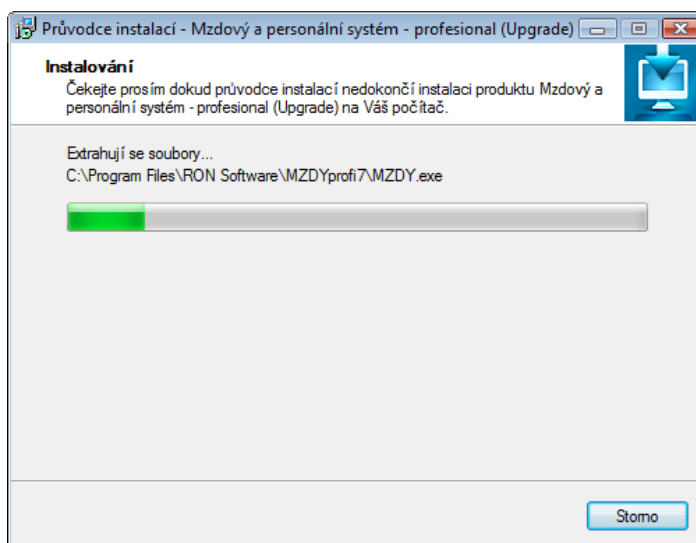 Průvodce instalací - Mzdový a personální systém - profesional (Upgrade)
Instalování
Čekejte prosím dokud průvodce instalací nedokončí instalaci produktu Mzdový a
personální systém - profesional (Upgrade) na Váš počítač.
Extrahují se soubory...
C:\Program Files\RON Software\MZDYprofi7\MZDY.exe
Storno